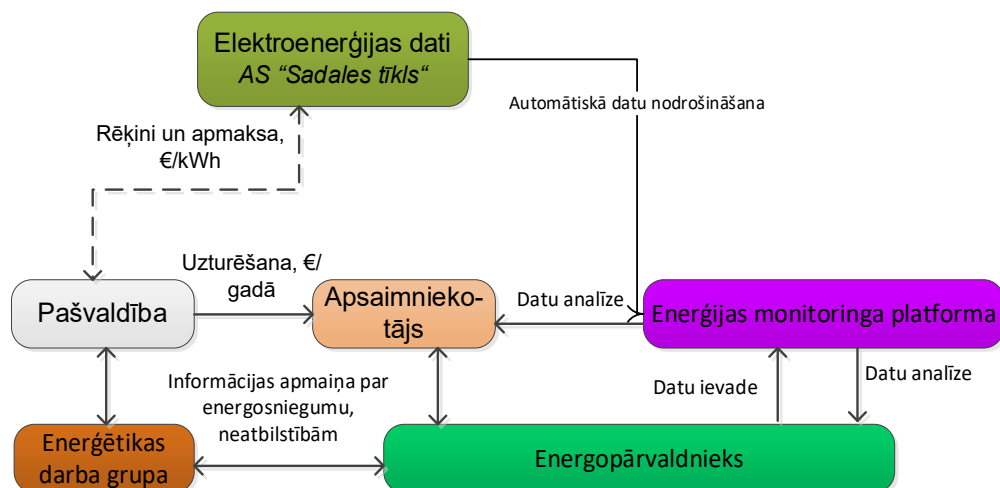 Elektroenerģijas dati
AS “Sadales tīkls“
Automātiskā datu nodrošināšana
Rēķini un apmaksa,
€/kWh
Uzturēšana, €/
gadā
Pašvaldība
Apsaimnieko-
tājs
Datu analīze
Enerģijas monitoringa platforma
Informācijas apmaiņa par
energosniegumu,
neatbilstībām
Datu ievade
Datu analīze
Enerģētikas
darba grupa
Energopārvaldnieks